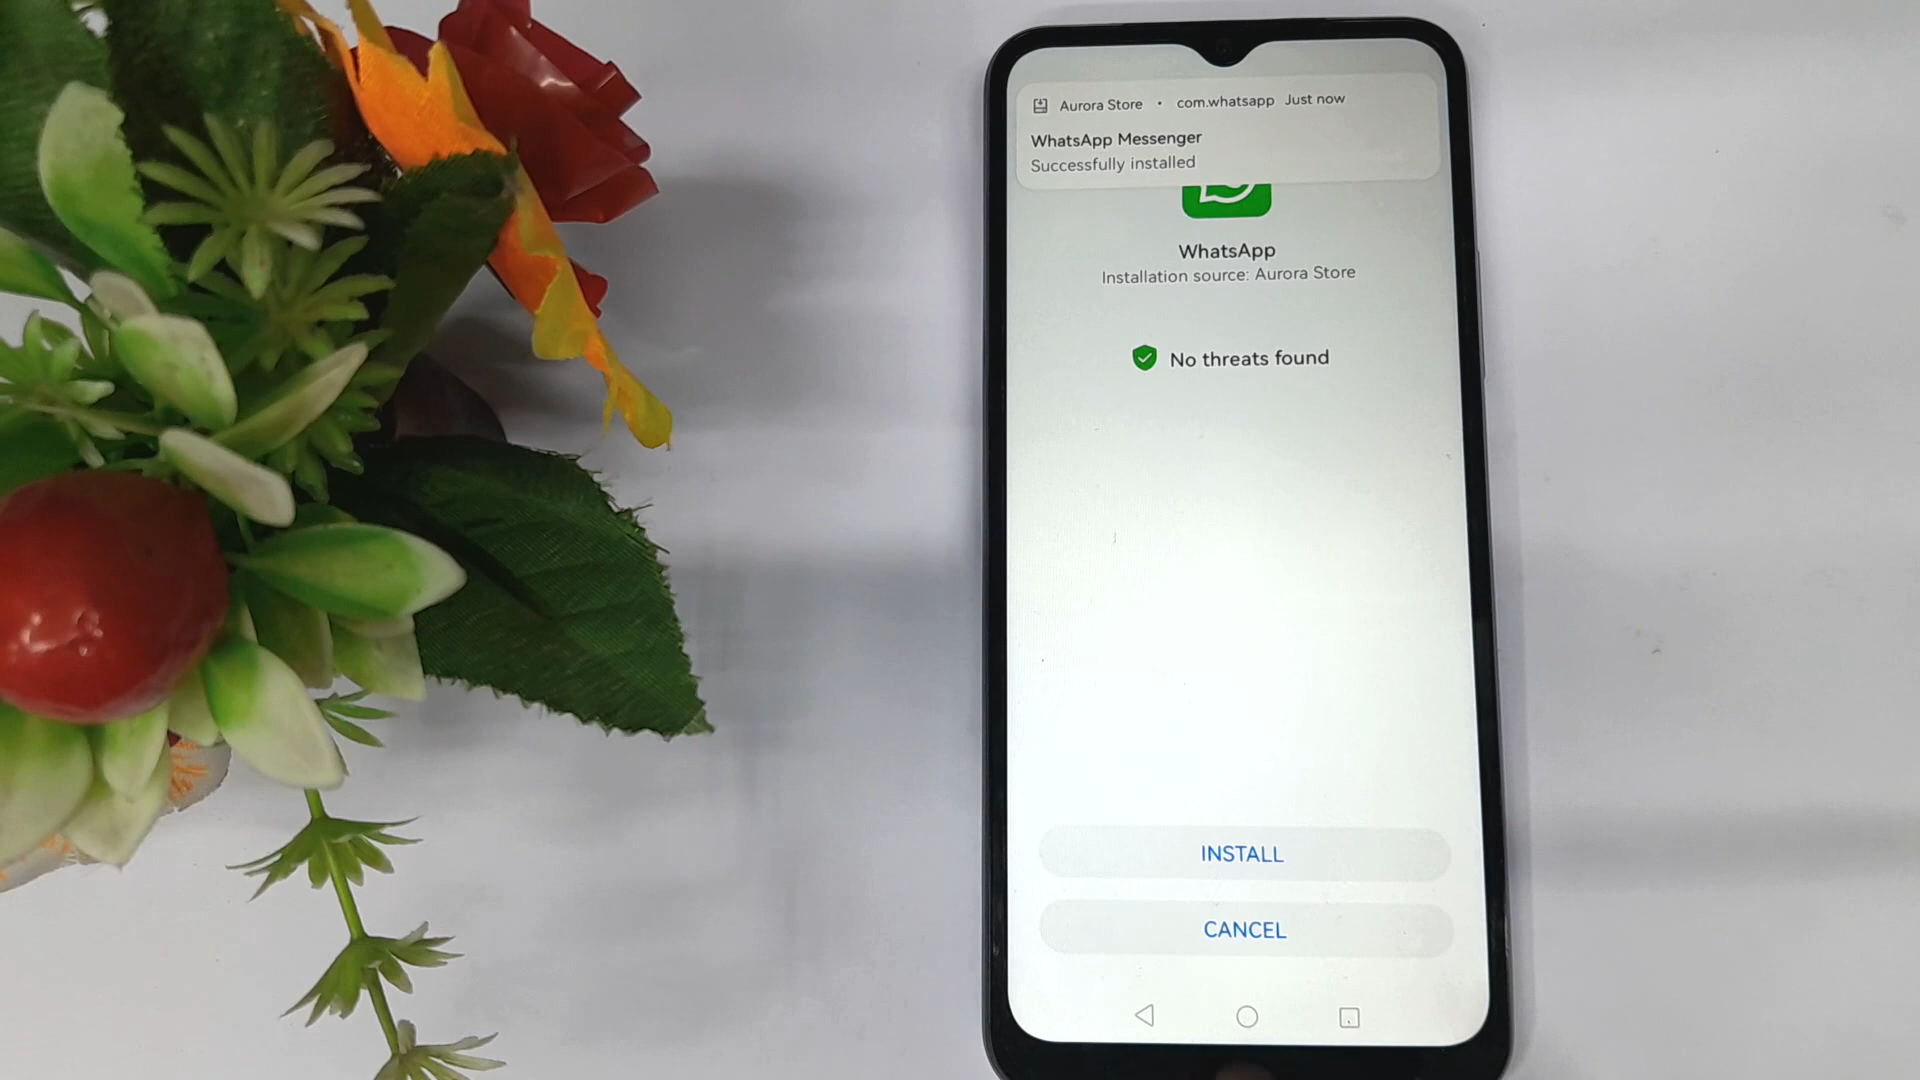 Aurora Store • com.whatsapp Just now
WhatsApp Messenger
Successfully installed
WhatsApp
Installation source: Aurora Store
No threats found
INSTALL
CANCEL